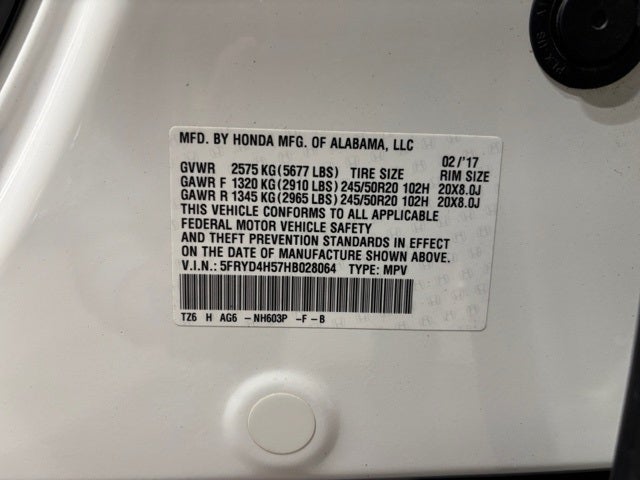 MFD. BY HONDA MFG. OF ALABAMA, LLC
02/'17
GVWR 2575 KG(5677 LBS) TIRE SIZE RIM SIZE
GAWR F 1320 KG(2910 LBS) 245/50R20 102H 20X8.0J
GAWR R 1345 KG(2965 LBS) 245/50R20 102H 20X8.0J
THIS VEHICLE CONFORMS TO ALL APPLICABLE
FEDERAL MOTOR VEHICLE SAFETY
AND THEFT PREVENTION STANDARDS IN EFFECT
ON THE DATE OF MANUFACTURE SHOWN ABOVE.
V.I.N.: 5FRYD4H57HB028064 TYPE: MPV
TZ6 H AG6 -NH603P -F-B